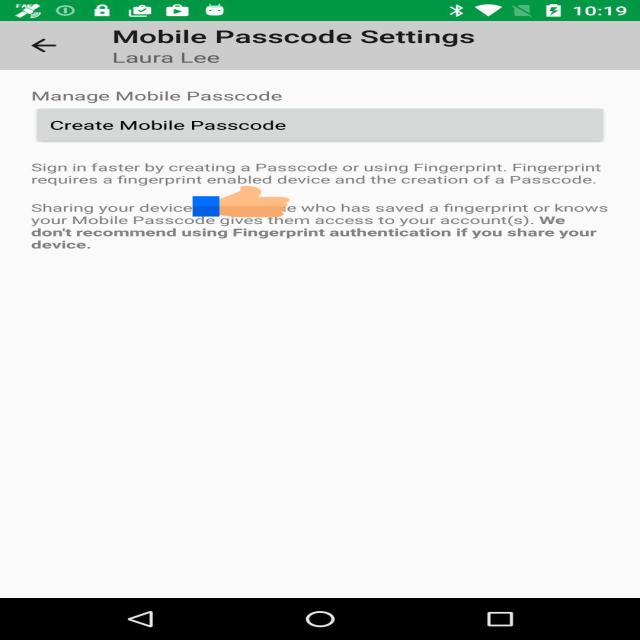 10:19
Mobile Passcode Settings
Laura Lee
Manage Mobile Passcode
Create Mobile Passcode
Sign in faster by creating a Passcode or using Fingerprint. Fingerprint
requires a fingerprint enabled device and the creation of a Passcode.
Sharing your device e who has saved a fingerprint or knows
your Mobile Passcode gives them access to your account(s). We
don't recommend using Fingerprint authentication if you share your
device.